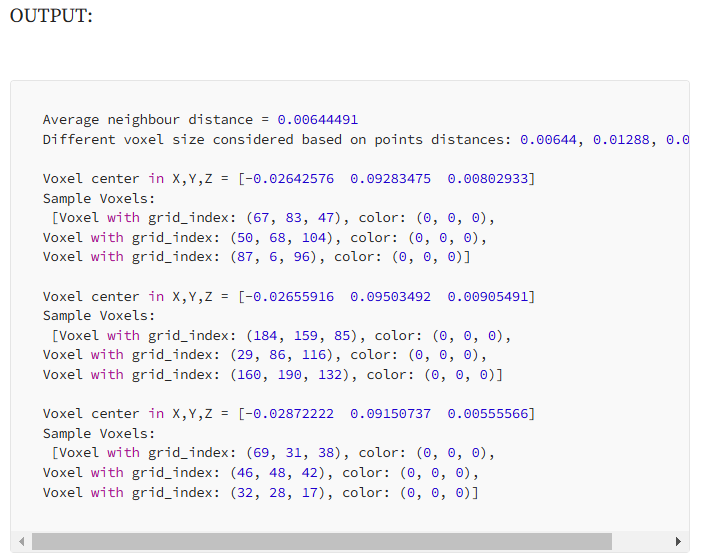 OUTPUT:
Average neighbour distance = 0.00644491
Different voxel size considered based on points distances: 0.00644, 0.01288, 0.0
Voxel center in X,Y,Z = [-0.02642576  0.09283475  0.00802933]
Sample Voxels:
[Voxel with grid_index: (67, 83, 47), color: (0, 0, 0),
Voxel with grid_index: (50, 68, 104), color: (0, 0, 0),
Voxel with grid_index: (87, 6, 96), color: (0, 0, 0)]
Voxel center in X,Y,Z = [-0.02655916  0.09503492  0.00905491]
Sample Voxels:
[Voxel with grid_index: (184, 159, 85), color: (0, 0, 0),
Voxel with grid_index: (29, 86, 116), color: (0, 0, 0),
Voxel with grid_index: (160, 190, 132), color: (0, 0, 0)]
Voxel center in X,Y,Z = [-0.02872222  0.09150737  0.00555566]
Sample Voxels:
[Voxel with grid_index: (69, 31, 38), color: (0, 0, 0),
Voxel with grid_index: (46, 48, 42), color: (0, 0, 0),
Voxel with grid_index: (32, 28, 17), color: (0, 0, 0)]